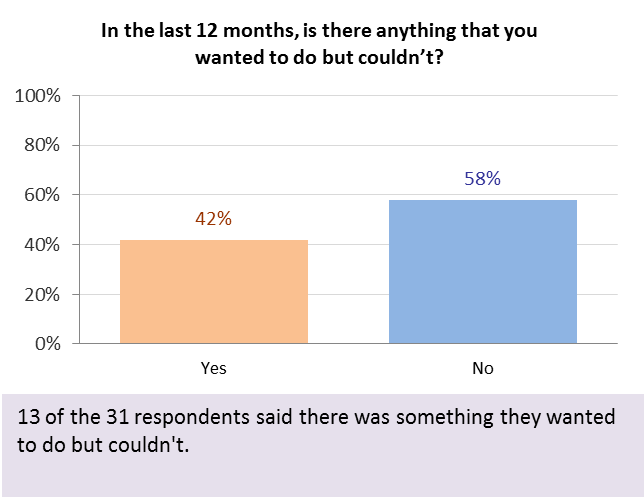 In the last 12 months, is there anything that you
wanted to do but couldn’t?
100%
80%
60%
40%
20%
0%
42%
58%
Yes
No
13 of the 31 respondents said there was something they wanted
to do but couldn't.